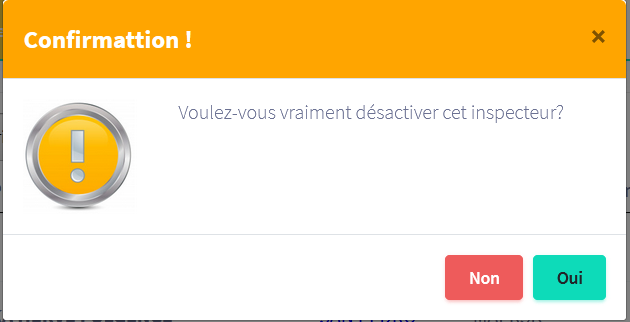 Confirmattion !
×
Voulez-vous vraiment désactiver cet inspecteur?
Non
Oui